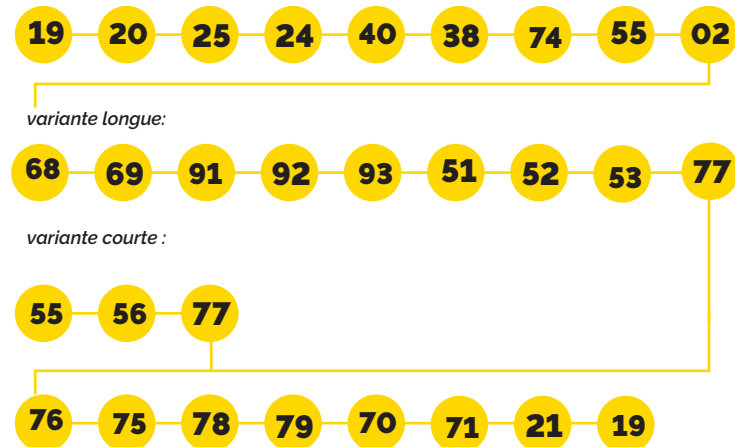 19 20 25 24 40 38 74 55 02
variante longue:
68 69 91 92 93 51 52 53 77
variante courte :
55 56 77
76 75 78 79 70 71 21 19